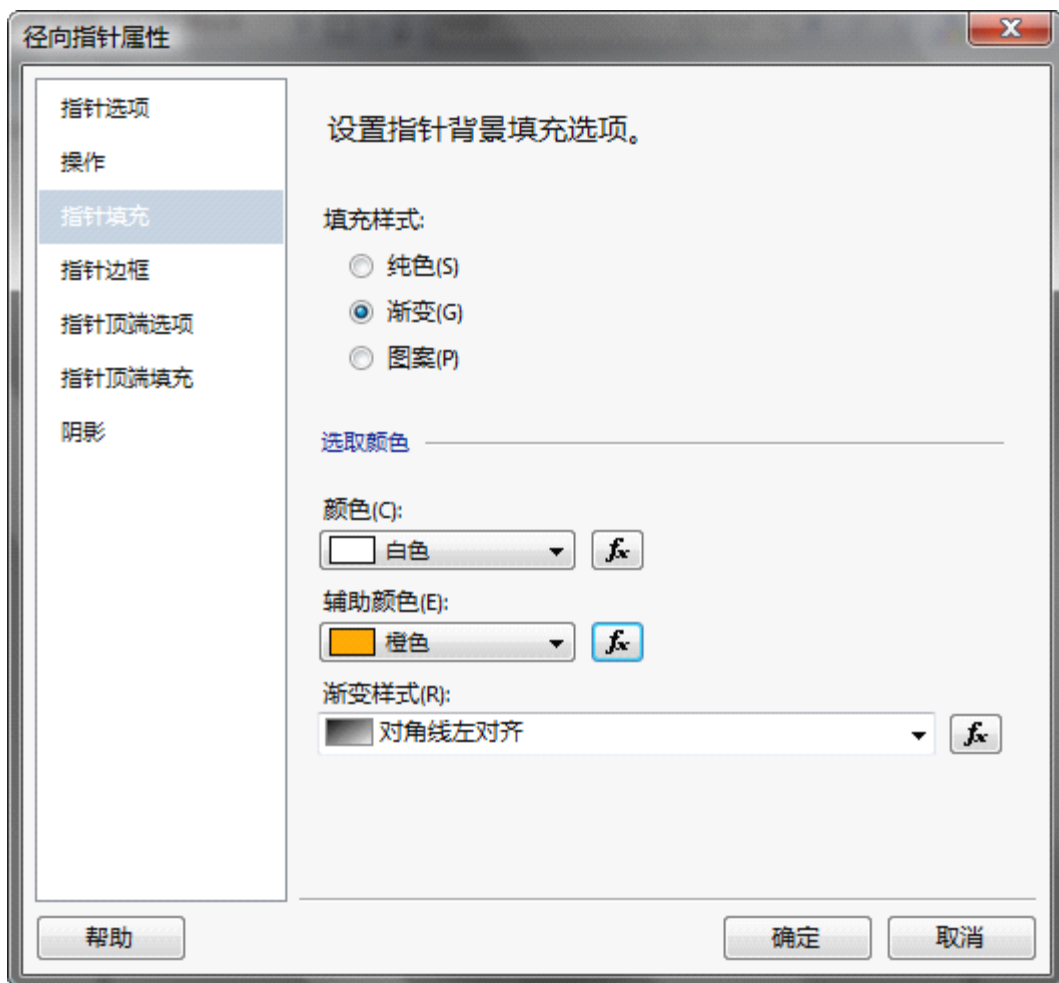 径向指针属性
指针选项
操作
指针填充
指针边框
指针顶端选项
指针顶端填充
阴影
设置指针背景填充选项。
填充样式:
纯色(S)
渐变(G)
图案(P)
选取颜色
颜色(C):
白色 fx
辅助颜色(E):
橙色 fx
渐变样式(R):
对角线左对齐 fx
帮助 确定 取消